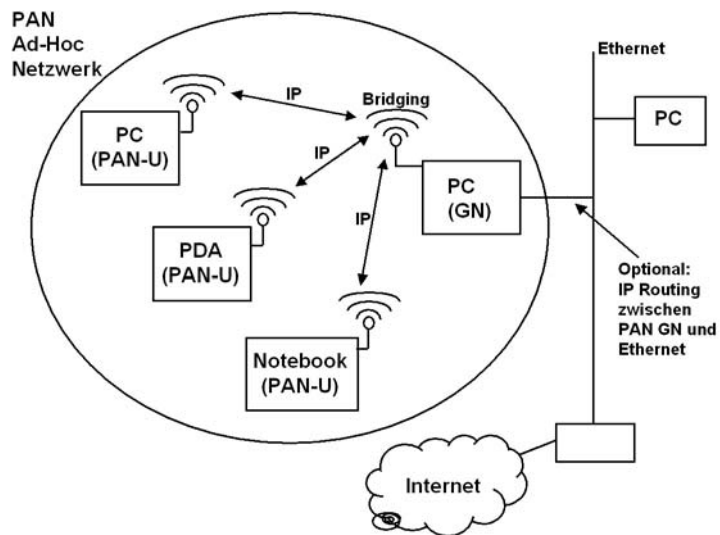 PAN
Ad-Hoc
Netzwerk
Ethernet
IP
Bridging
PC
(PAN-U)
PC
IP
PC
(GN)
IP
PDA
(PAN-U)
Optional:
IP Routing
zwischen
PAN GN und
Ethernet
Notebook
(PAN-U)
Internet